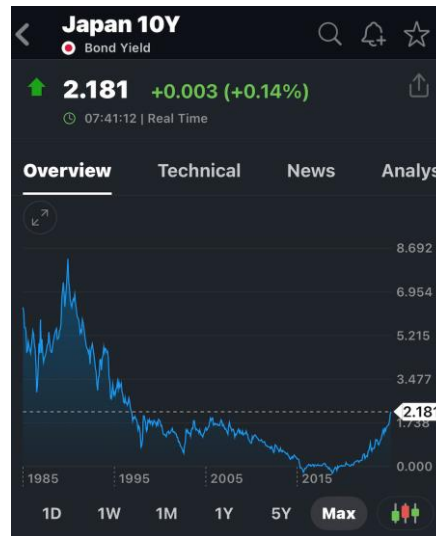 Japan 10Y
Bond Yield
2.181 +0.003 (+0.14%)
07:41:12 | Real Time
Overview Technical News Analys
8.692
6.954
5.215
3.477
2.181
1.738
0.000
1985 1995 2005 2015
1D 1W 1M 1Y 5Y Max